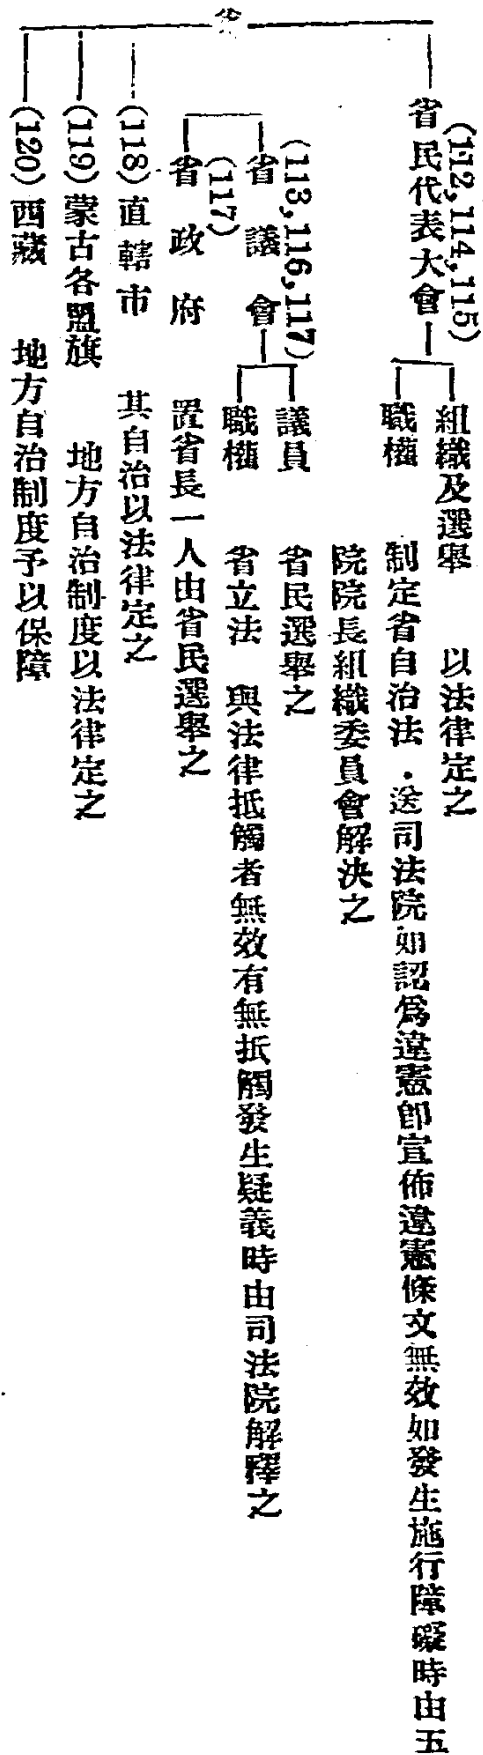 省
(112,114,115)
省民代表大會
組織及選舉　以法律定之
職權　制定省自治法・送司法院如認爲違憲卽宣佈違憲條文無效如發生施行障礙時由五
院院長組織委員會解決之
(113,116,117)
省議會
議員　省民選舉之
職權　省立法　與法律抵觸者無效有無抵觸發生疑義時由司法院解釋之
(117)
省政府　置省長一人由省民選舉之
(118)直轄市　其自治以法律定之
(119)蒙古各盟旗　地方自治制度以法律定之
(120)西藏　地方自治制度予以保障